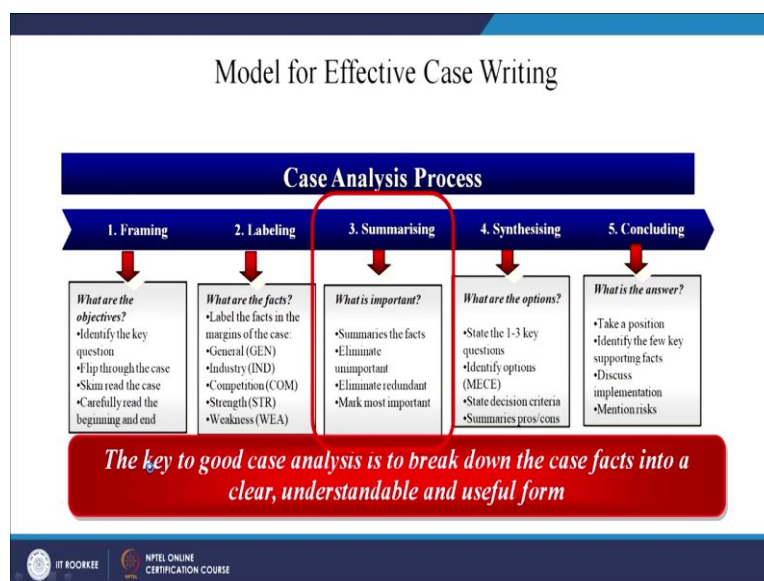 Model for Effective Case Writing
Case Analysis Process
1. Framing
2. Labeling
3. Summarising
4. Synthesising
5. Concluding
What are the
objectives?
•Identify the key
question
•Flip through the case
•Skim read the case
•Carefully read the
beginning and end
What are the facts?
•Label the facts in the
margins of the case:
•General (GEN)
•Industry (IND)
•Competition (COM)
•Strength (STR)
•Weakness (WEA)
What is important?
•Summaries the facts
•Eliminate
unimportant
•Eliminate redundant
•Mark most important
What are the options?
•State the 1-3 key
questions
•Identify options
(MECE)
•State decision criteria
•Summaries pros/cons
What is the answer?
•Take a position
•Identify the few key
supporting facts
•Discuss
implementation
•Mention risks
The key to good case analysis is to break down the case facts into a
clear, understandable and useful form
IIT ROORKEE
NPTEL ONLINE
CERTIFICATION COURSE